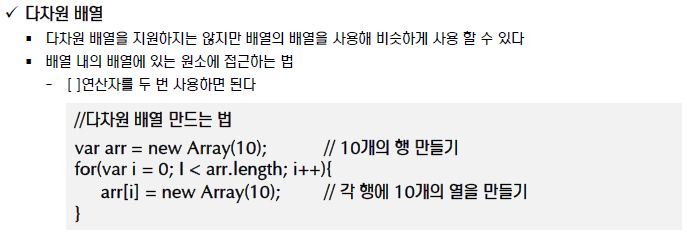 ✓ 다차원 배열
▪ 다차원 배열을 지원하지는 않지만 배열의 배열을 사용해 비슷하게 사용 할 수 있다
▪ 배열 내의 배열에 있는 원소에 접근하는 법
- [ ]연산자를 두 번 사용하면 된다
//다차원 배열 만드는 법
var arr = new Array(10); // 10개의 행 만들기
for(var i = 0; I < arr.length; i++){
arr[i] = new Array(10); // 각 행에 10개의 열을 만들기
}